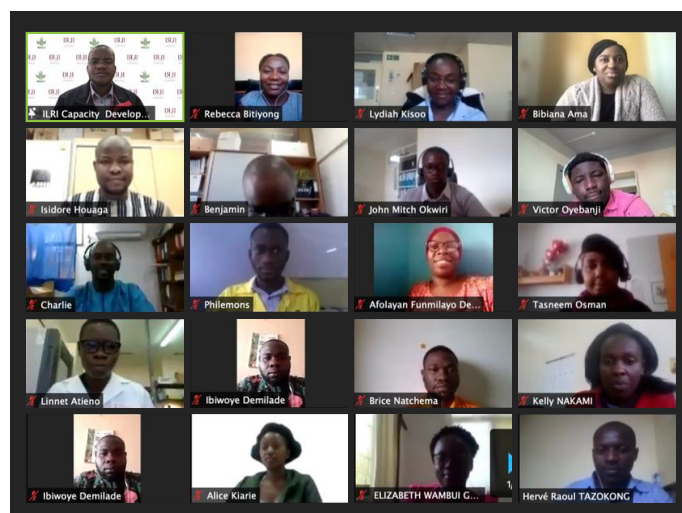 ILRI Capacity Develop...
Rebecca Bitiyong
Lydiah Kisoo
Bibiana Ama
Isidore Houaga
Benjamin
John Mitch Okwiri
Victor Oyebanji
Charlie
Philemons
Afolayan Funmilayo De...
Tasneem Osman
Linnet Atieno
Ibiwoye Demilade
Brice Natchema
Kelly NAKAMI
Ibiwoye Demilade
Alice Kiarie
ELIZABETH WAMBUI G...
Hervé Raoul TAZOKONG